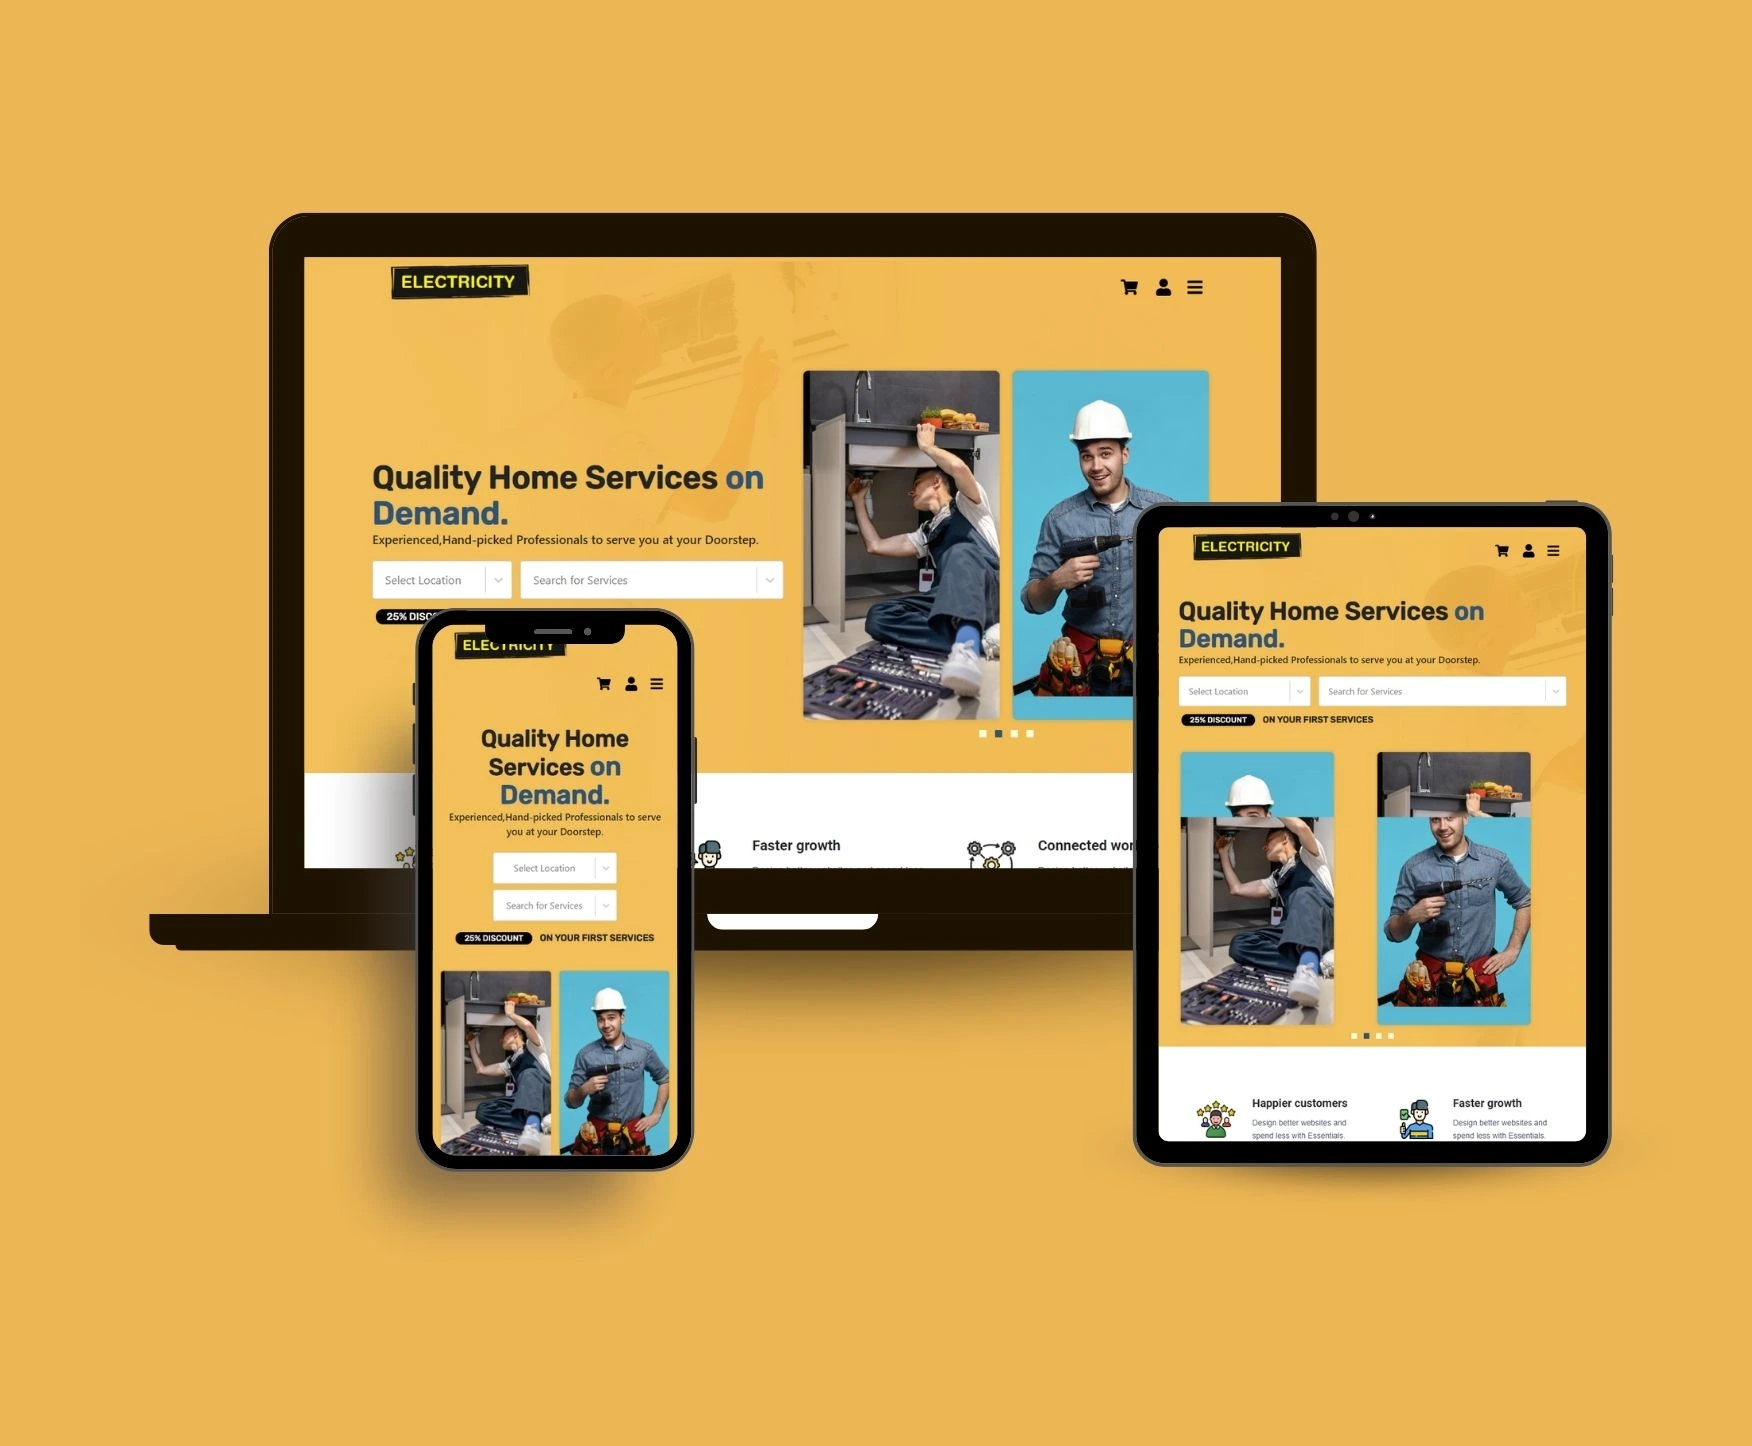 ELECTRICITY
Quality Home Services on
Demand.
Experienced,Hand-picked Professionals to serve you at your Doorstep.
Select Location
Search for Services
25%
Faster growth
Connected
ELECTRICITY
Quality Home
Services on
Demand.
Experienced,Hand-picked Professionals to serve
you at your Doorstep.
Select Location
Search for Services
25% DISCOUNT ON YOUR FIRST SERVICES
ELECTRICITY
Quality Home Services on
Demand.
Experienced,Hand-picked Professionals to serve you at your Doorstep.
Select Location
Search for Services
25% DISCOUNT ON YOUR FIRST SERVICES
Happier customers
Design better websites and
spend less with Essentials.
Faster growth
Design better websites and
spend less with Essentials.